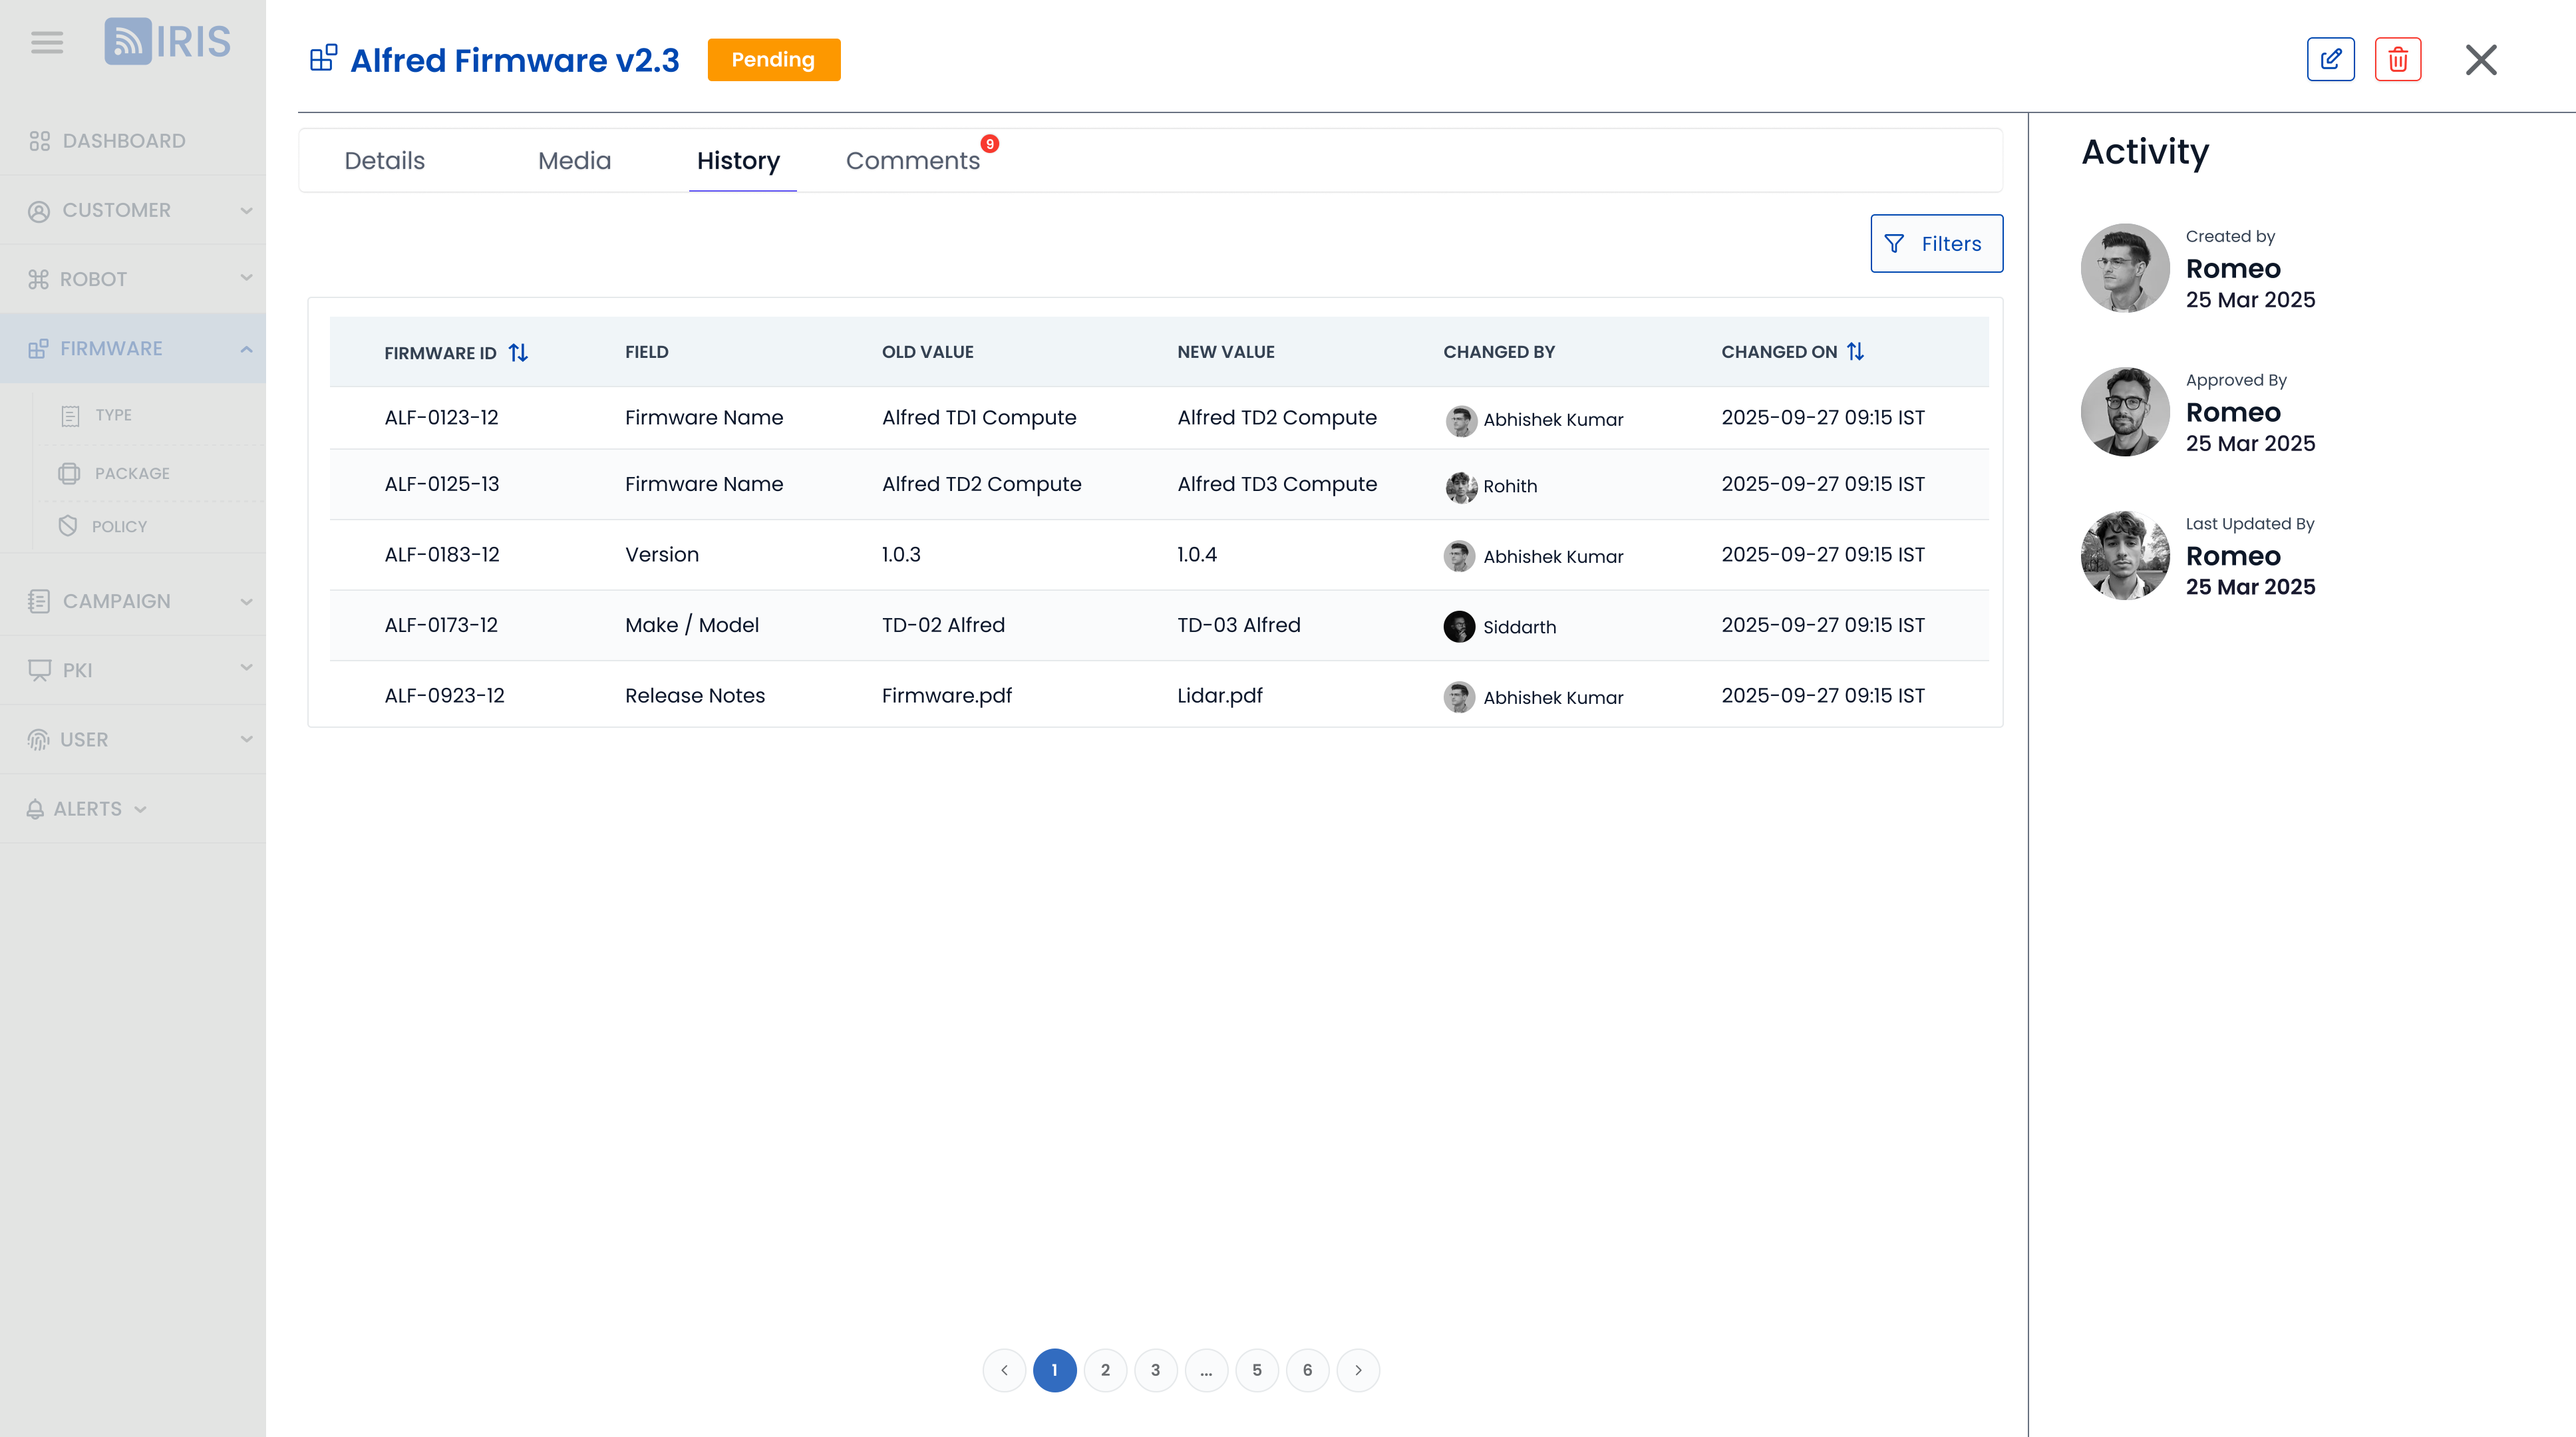 IRIS
DASHBOARD
CUSTOMER
ROBOT
FIRMWARE
TYPE
PACKAGE
POLICY
CAMPAIGN
PKI
USER
ALERTS
Alfred Firmware v2.3
Pending
Details Media History Comments 9
Filters
FIRMWARE ID FIELD OLD VALUE NEW VALUE CHANGED BY CHANGED ON
ALF-0123-12 Firmware Name Alfred TD1 Compute Alfred TD2 Compute Abhishek Kumar 2025-09-27 09:15 IST
ALF-0125-13 Firmware Name Alfred TD2 Compute Alfred TD3 Compute Rohith 2025-09-27 09:15 IST
ALF-0183-12 Version 1.0.3 1.0.4 Abhishek Kumar 2025-09-27 09:15 IST
ALF-0173-12 Make / Model TD-02 Alfred TD-03 Alfred Siddarth 2025-09-27 09:15 IST
ALF-0923-12 Release Notes Firmware.pdf Lidar.pdf Abhishek Kumar 2025-09-27 09:15 IST
1 2 3 ... 5 6
Activity
Created by
Romeo
25 Mar 2025
Approved By
Romeo
25 Mar 2025
Last Updated By
Romeo
25 Mar 2025